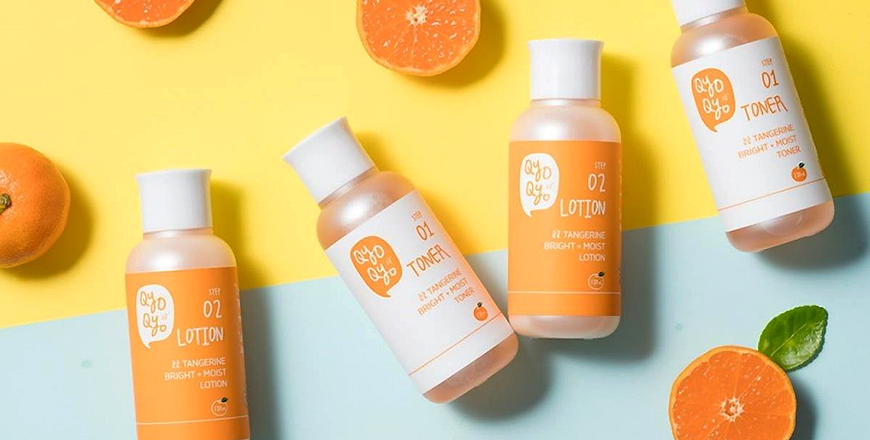 QyO
Qyo
STEP
02
LOTION
TANGERINE
BRIGHT + MOIST
LOTION
QyO
Qyo
STEP
01
TONER
TANGERINE
BRIGHT + MOIST
TONER
QyO
Qyo
STEP
02
LOTION
TANGERINE
BRIGHT + MOIST
LOTION
QyO
Qyo
STEP
01
TONER
TANGERINE
BRIGHT + MOIST
TONER